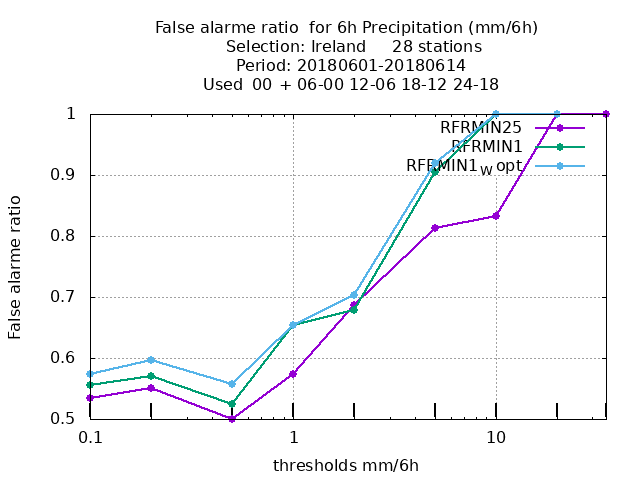 False alarme ratio  for 6h Precipitation (mm/6h)
Selection: Ireland     28 stations
Period: 20180601-20180614
Used  00  + 06-00 12-06 18-12 24-18
RFRMIN25
RFRMIN1
RFRMIN1W opt
1
0.9
0.8
0.7
0.6
0.5
False alarme ratio
0.1 1 10
thresholds mm/6h